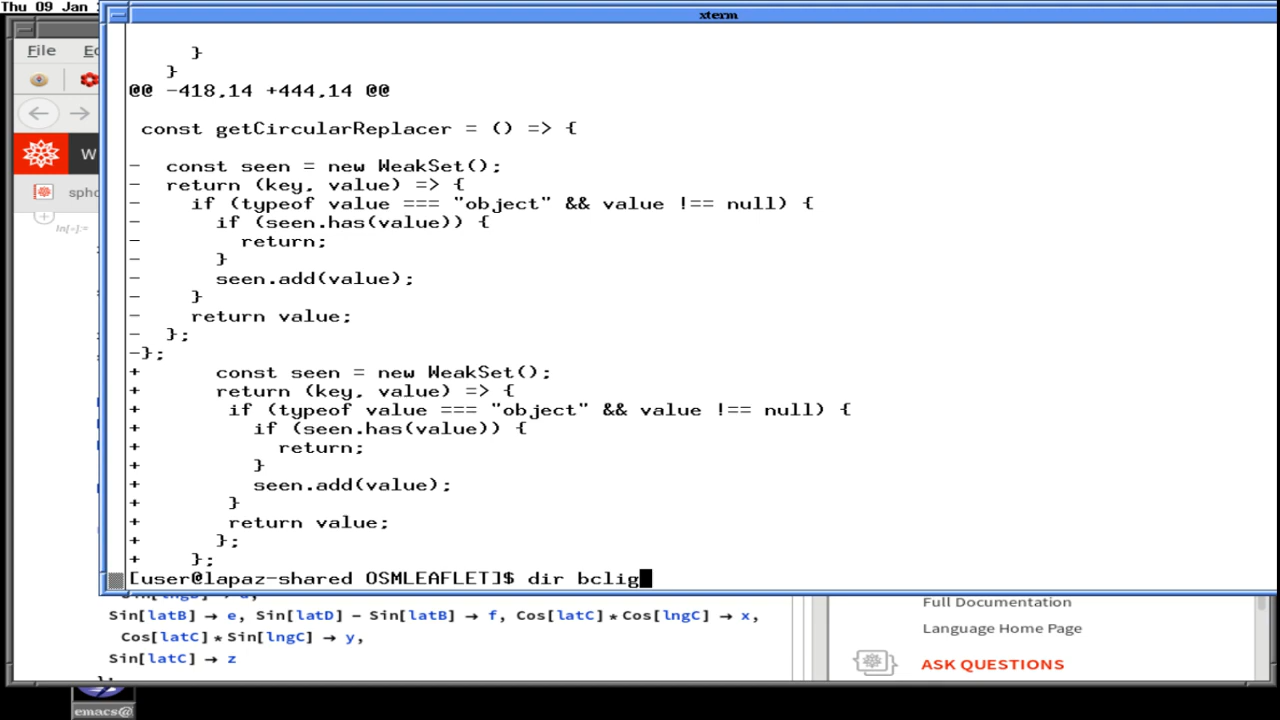 Thu 09 Jan
xterm
File
W
In[*]:=
}
}
@@ -418,14 +444,14 @@
const getCircularReplacer = () => {
-  const seen = new WeakSet();
-  return (key, value) => {
-    if (typeof value === "object" && value !== null) {
-      if (seen.has(value)) {
-        return;
-      }
-      seen.add(value);
-    }
-    return value;
-  };
-};
+      const seen = new WeakSet();
+      return (key, value) => {
+       if (typeof value === "object" && value !== null) {
+         if (seen.has(value)) {
+           return;
+         }
+         seen.add(value);
+       }
+       return value;
+      };
+    };
[user@lapaz-shared OSMLEAFLET]$ dir bclig
Sin[latB] → e, Sin[latD] - Sin[latB] → f, Cos[latC]*Cos[lngC] → x,
Cos[latC]*Sin[lngC] → y,
Sin[latC] → z
Full Documentation
Language Home Page
ASK QUESTIONS
emacs@